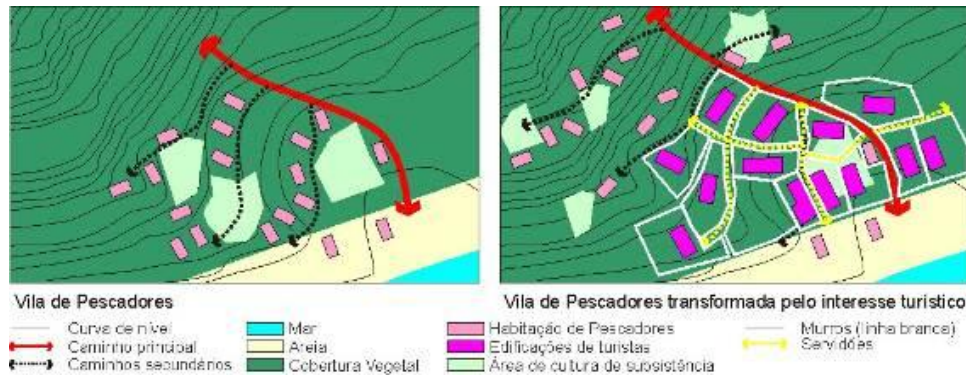 Vila de Pescadores
Curva de nível
Caminho principal
Caminhos secundários
Mar
Areia
Cobertura Vegetal
Vila de Pescadores transformada pelo interesse turístico
Habitação de Pescadores
Edificações de turistas
Área de cultura de subsistência
Murros (linha branca)
Servidões